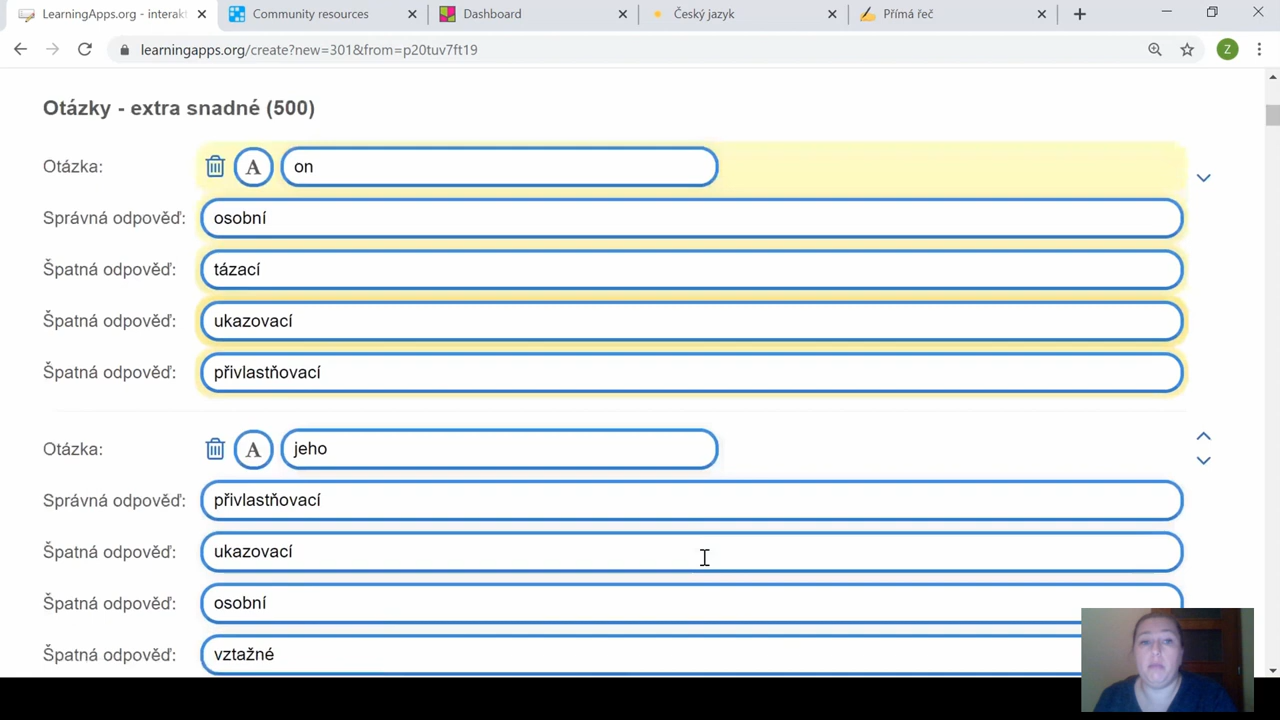 LearningApps.org - interakt
Community resources
Dashboard
Český jazyk
Přímá řeč
learningapps.org/create?new=301&from=p20tuv7ft19
Z
Otázky - extra snadné (500)
Otázka: A on
Správná odpověď: osobní
Špatná odpověď: tázací
Špatná odpověď: ukazovací
Špatná odpověď: přivlastňovací
Otázka: A jeho
Správná odpověď: přivlastňovací
Špatná odpověď: ukazovací
Špatná odpověď: osobní
Špatná odpověď: vztažné